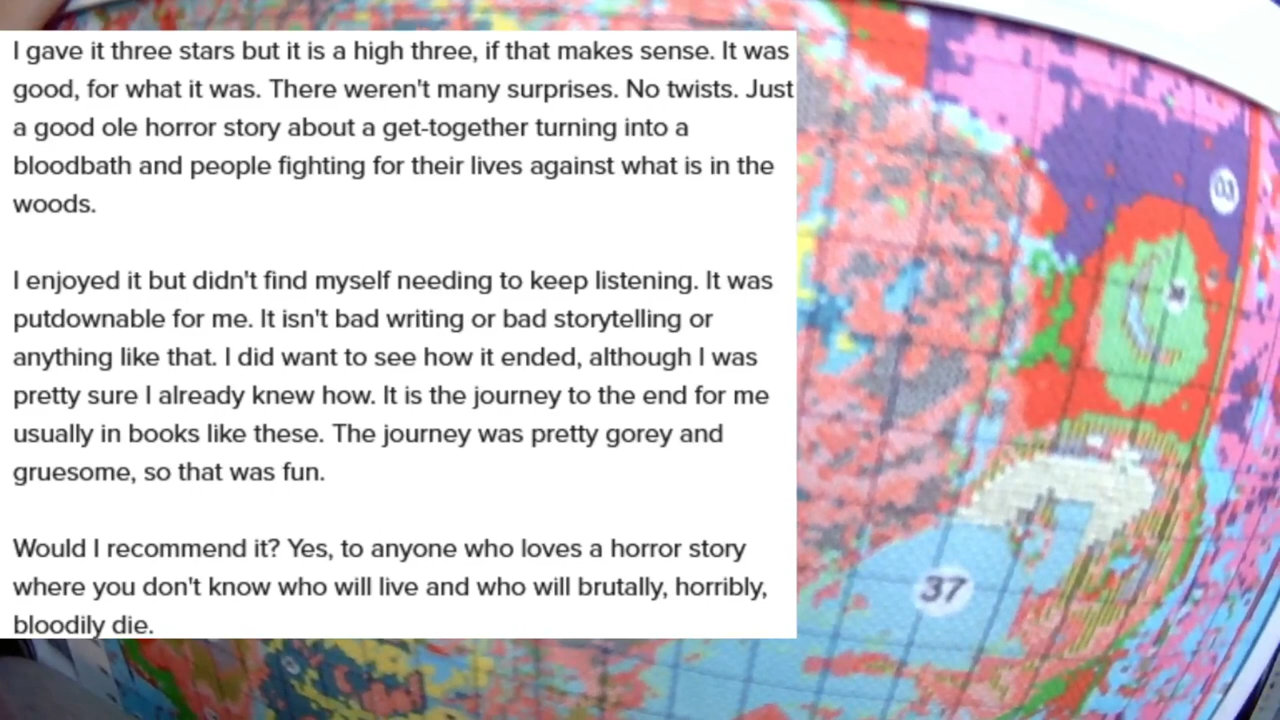 I gave it three stars but it is a high three, if that makes sense. It was
good, for what it was. There weren't many surprises. No twists. Just
a good ole horror story about a get-together turning into a
bloodbath and people fighting for their lives against what is in the
woods.
I enjoyed it but didn't find myself needing to keep listening. It was
putdownable for me. It isn't bad writing or bad storytelling or
anything like that. I did want to see how it ended, although I was
pretty sure I already knew how. It is the journey to the end for me
usually in books like these. The journey was pretty gorey and
gruesome, so that was fun.
Would I recommend it? Yes, to anyone who loves a horror story
where you don't know who will live and who will brutally, horribly,
bloodily die.
03
37